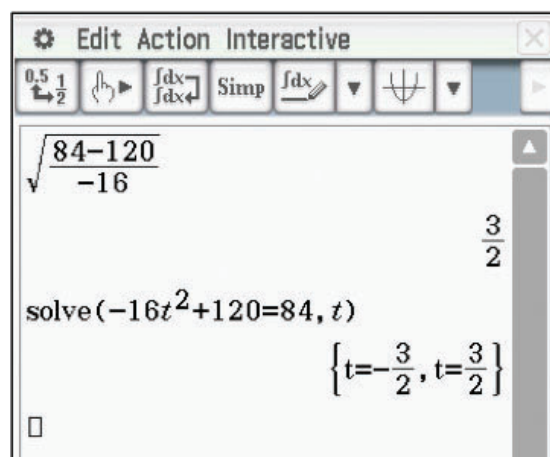 Edit Action Interactive
0.5 1/2 ∫dx ∫dx Simp ∫dx
√((84−120)/(−16))
3/2
solve(−16t²+120=84, t)
{t=−3/2, t=3/2}